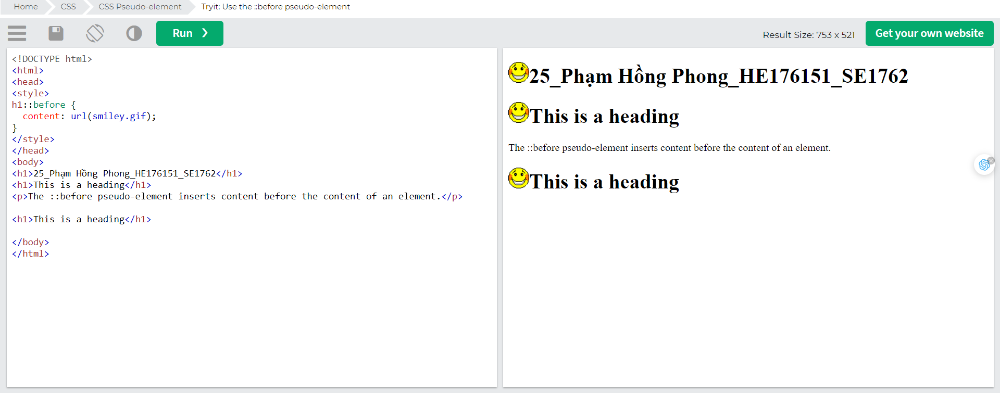 Home CSS CSS Pseudo-element Tryit: Use the ::before pseudo-element
Run ❯
Result Size: 753 x 521
Get your own website
<!DOCTYPE html>
<html>
<head>
<style>
h1::before {
  content: url(smiley.gif);
}
</style>
</head>
<body>
<h1>25_Phạm Hồng Phong_HE176151_SE1762</h1>
<h1>This is a heading</h1>
<p>The ::before pseudo-element inserts content before the content of an element.</p>
<h1>This is a heading</h1>
</body>
</html>
25_Phạm Hồng Phong_HE176151_SE1762
This is a heading
The ::before pseudo-element inserts content before the content of an element.
This is a heading